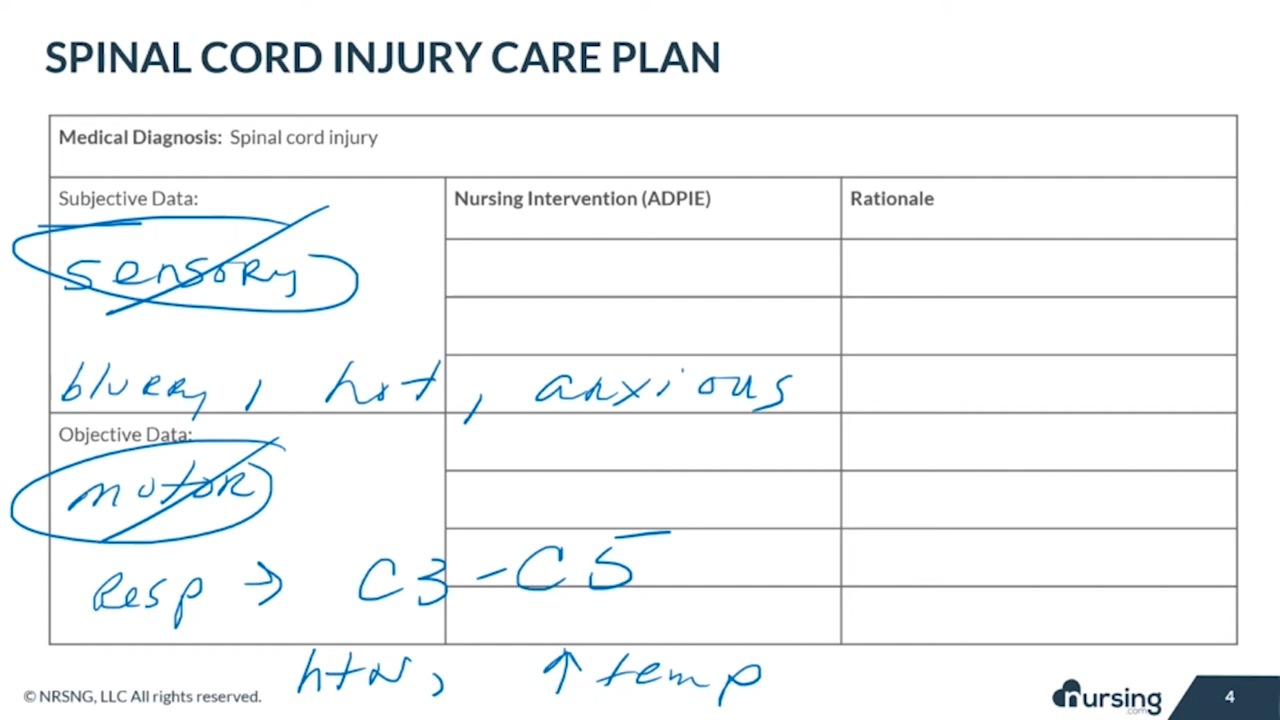 SPINAL CORD INJURY CARE PLAN
Medical Diagnosis: Spinal cord injury
Subjective Data:
Nursing Intervention (ADPIE)
Rationale
sensory
blurry, hot, anxious
Objective Data:
motor
Resp → C3-C5
htN, ↑ temp
© NRSNG, LLC All rights reserved.
nursing
.com
4